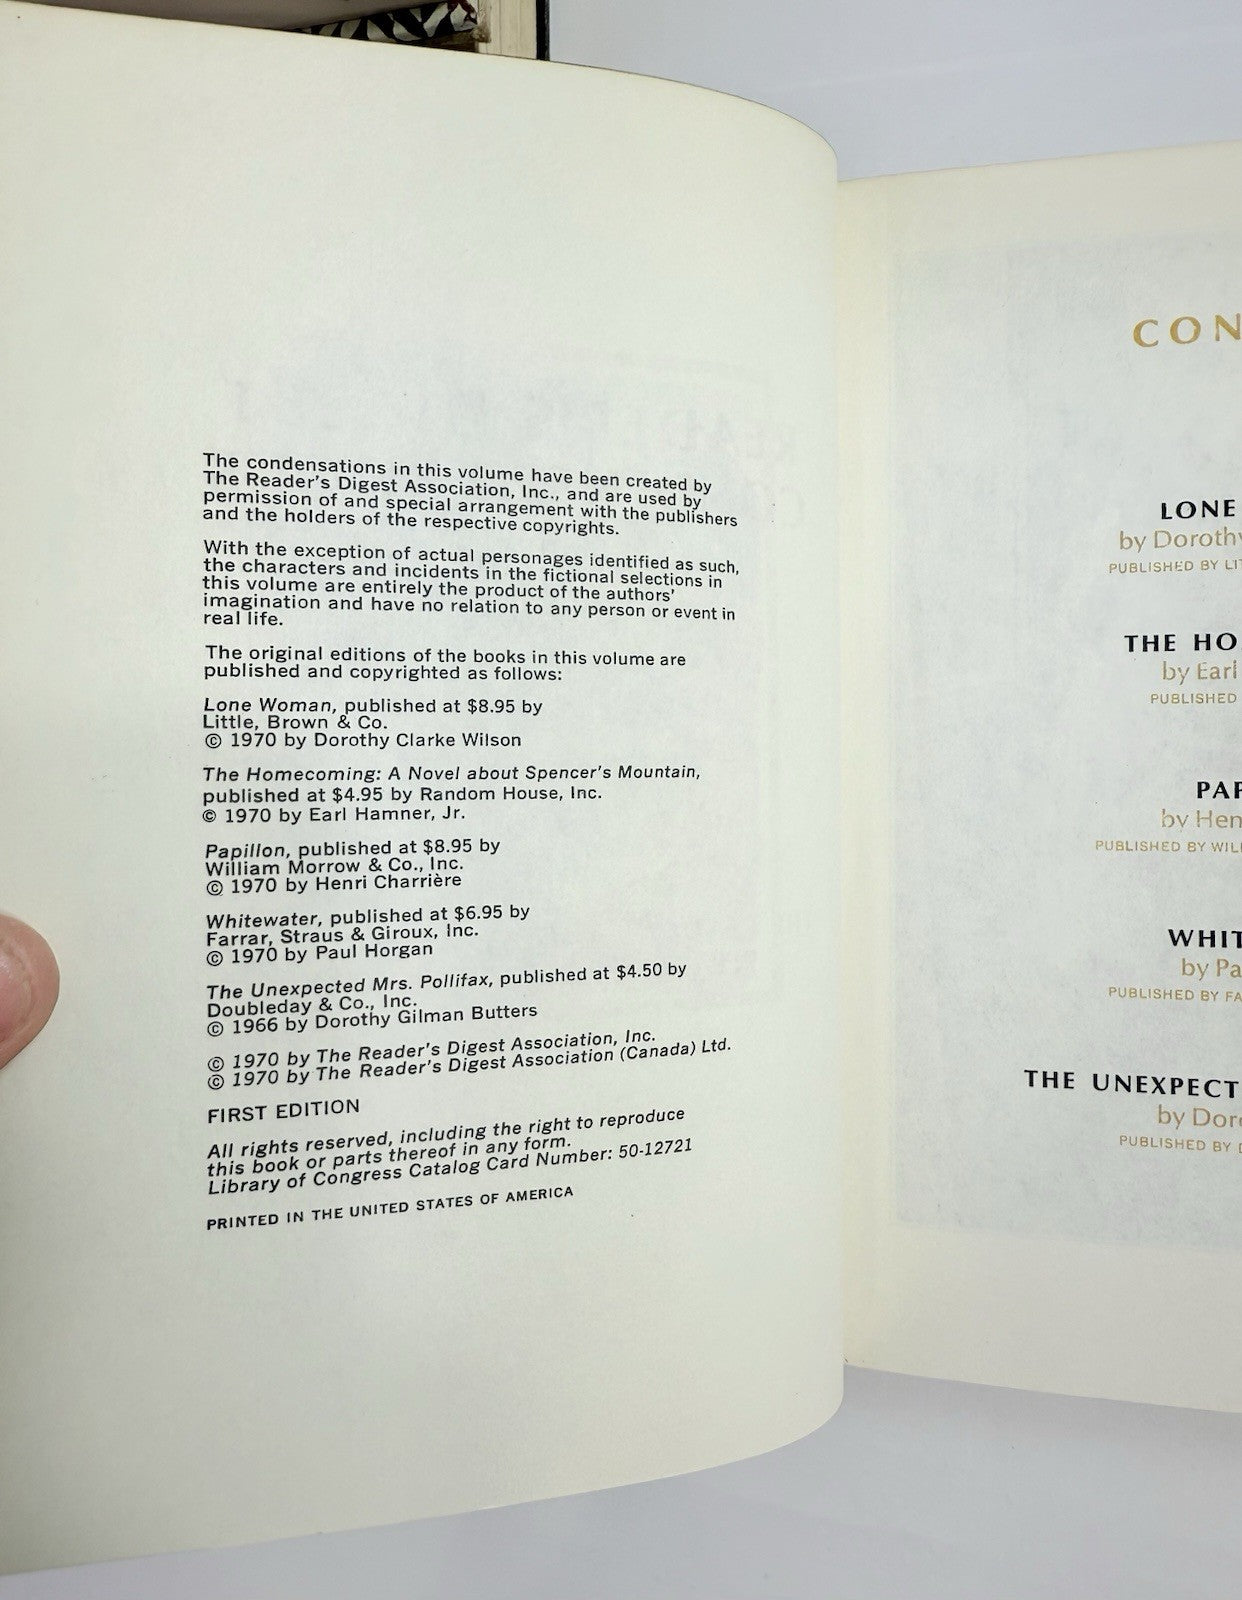 The condensations in this volume have been created by
The Reader's Digest Association, Inc., and are used by
permission of and special arrangement with the publishers
and the holders of the respective copyrights.
With the exception of actual personages identified as such,
the characters and incidents in the fictional selections in
this volume are entirely the product of the authors'
imagination and have no relation to any person or event in
real life.
The original editions of the books in this volume are
published and copyrighted as follows:
Lone Woman, published at $8.95 by
Little, Brown & Co.
© 1970 by Dorothy Clarke Wilson
The Homecoming: A Novel about Spencer's Mountain,
published at $4.95 by Random House, Inc.
© 1970 by Earl Hamner, Jr.
Papillon, published at $8.95 by
William Morrow & Co., Inc.
© 1970 by Henri Charrière
Whitewater, published at $6.95 by
Farrar, Straus & Giroux, Inc.
© 1970 by Paul Horgan
The Unexpected Mrs. Pollifax, published at $4.50 by
Doubleday & Co., Inc.
© 1966 by Dorothy Gilman Butters
© 1970 by The Reader's Digest Association, Inc.
© 1970 by The Reader's Digest Association (Canada) Ltd.
FIRST EDITION
All rights reserved, including the right to reproduce
this book or parts thereof in any form.
Library of Congress Catalog Card Number: 50-12721
PRINTED IN THE UNITED STATES OF AMERICA
CON
LONE
by Dorothy
PUBLISHED BY LIT
THE HO
by Earl
PUBLISHED
PAP
by Hen
PUBLISHED BY WILL
WHIT
by Pa
PUBLISHED BY FA
THE UNEXPECT
by Doro
PUBLISHED BY D